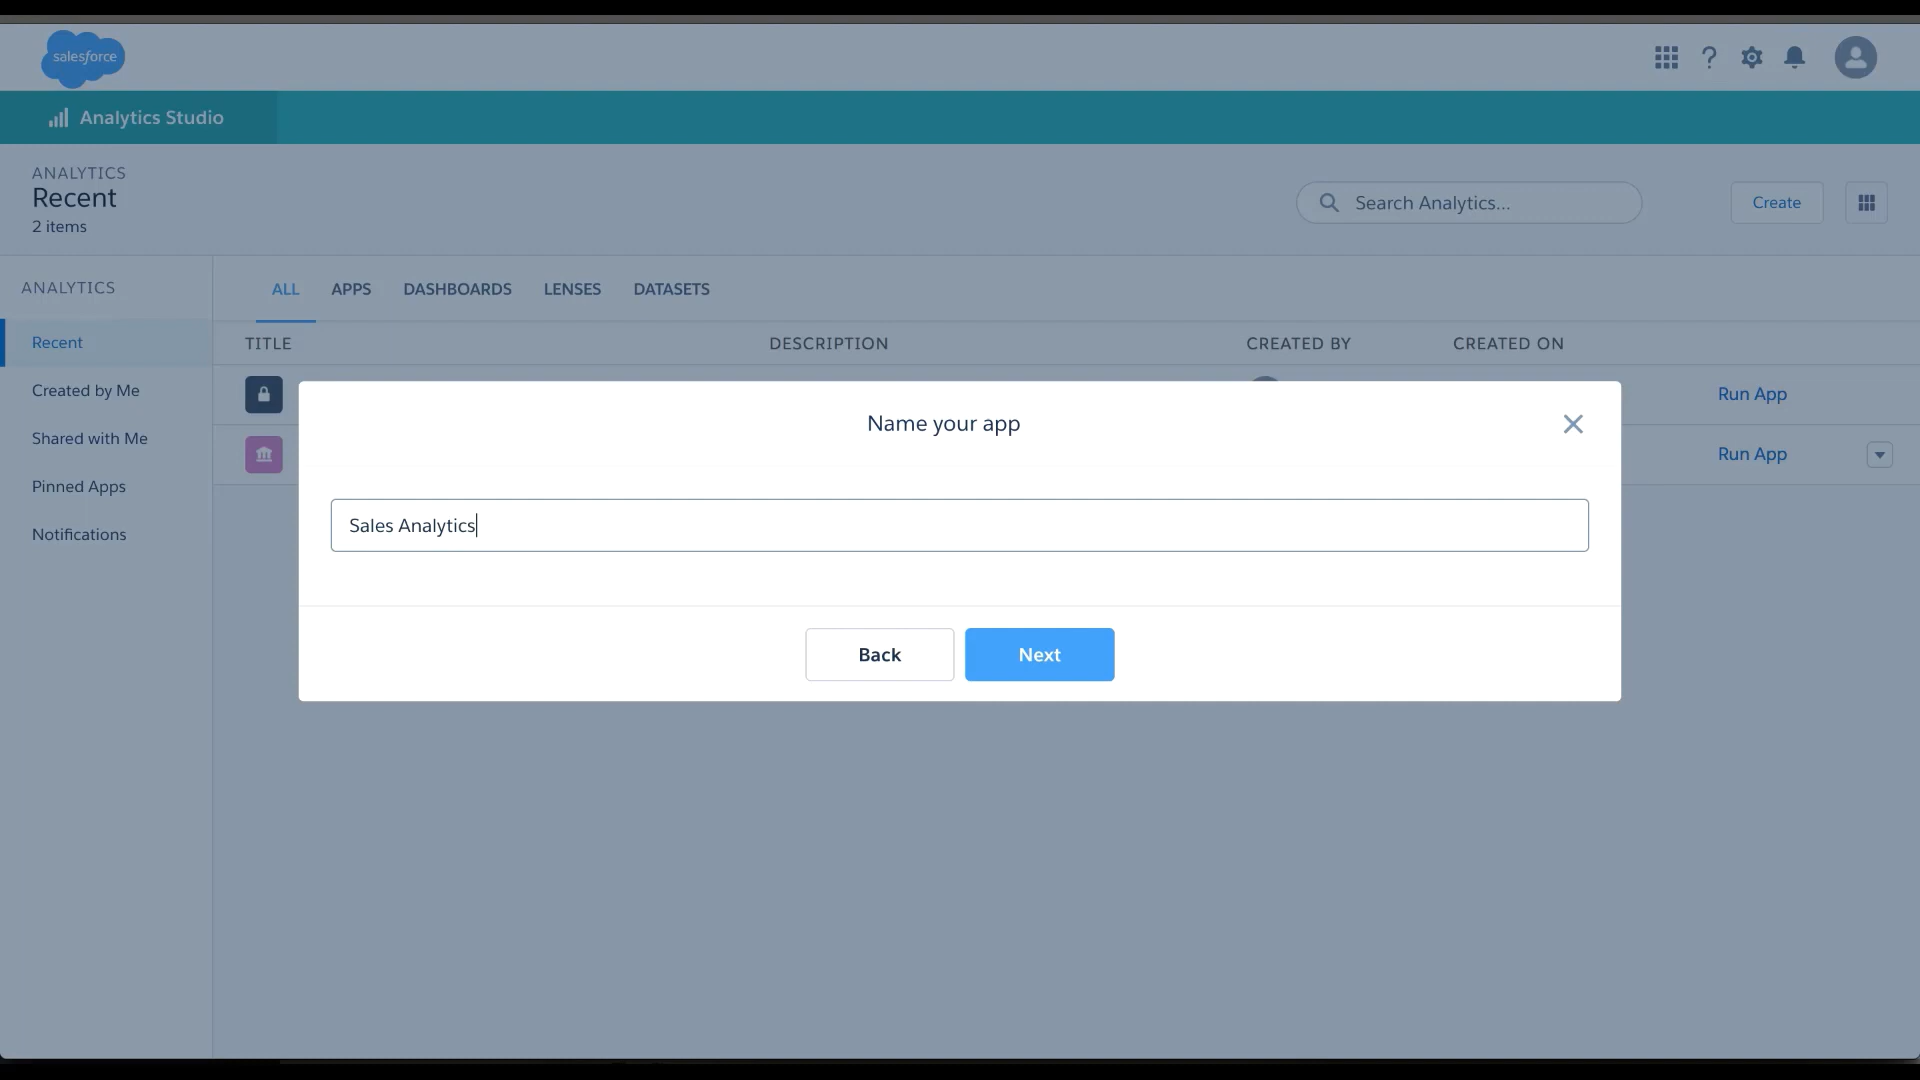 salesforce
Analytics Studio
ANALYTICS
Recent
2 items
Search Analytics...
Create
ANALYTICS
Recent
Created by Me
Shared with Me
Pinned Apps
Notifications
ALL APPS DASHBOARDS LENSES DATASETS
TITLE DESCRIPTION CREATED BY CREATED ON
Run App
Run App
Name your app
Sales Analytics
Back Next